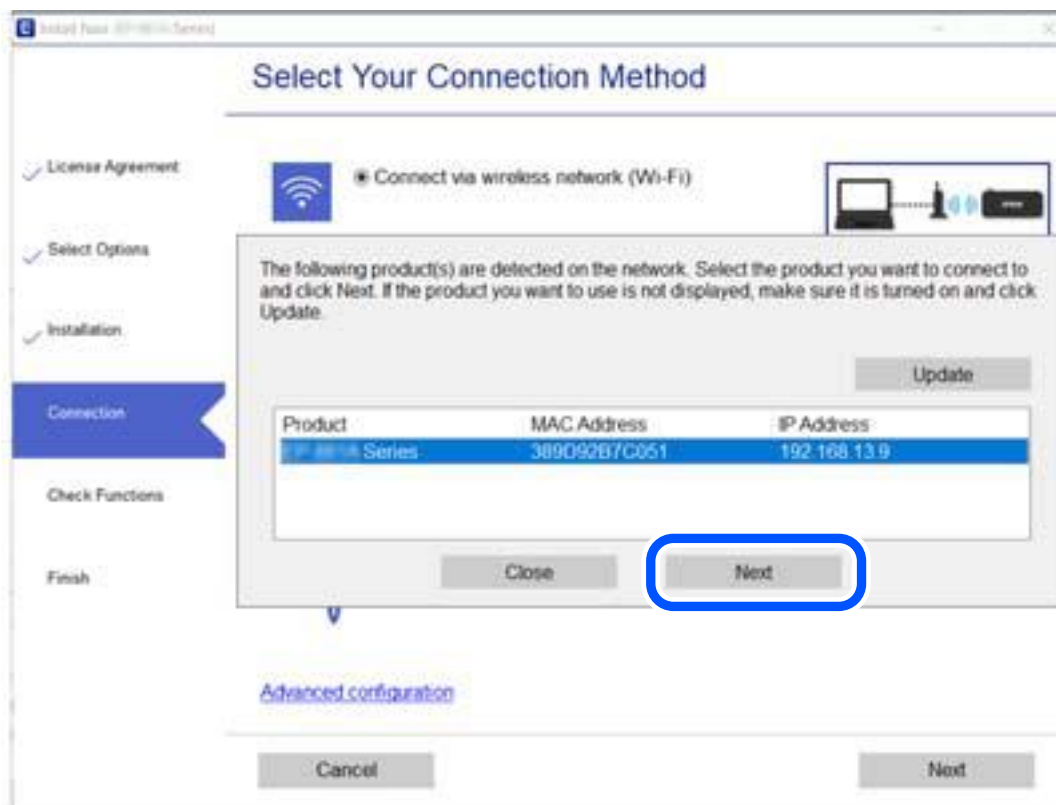 Install Navi
Series
Select Your Connection Method
License Agreement
Select Options
Installation
Connection
Check Functions
Finish
Connect via wireless network (Wi-Fi)
The following product(s) are detected on the network. Select the product you want to connect to
and click Next. If the product you want to use is not displayed, make sure it is turned on and click
Update.
Update
Product MAC Address IP Address
Series 389D92B7C051 192.168.13.9
Close Next
Advanced configuration
Cancel Next